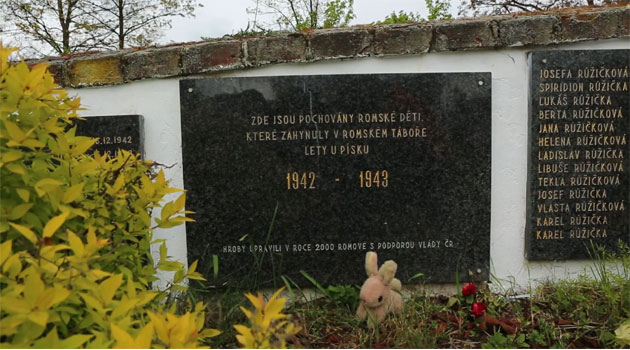 12.1942
ZDE JSOU POCHOVÁNY ROMSKÉ DĚTI,
KTERÉ ZAHYNULY V ROMSKÉM TÁBOŘE
LETY U PÍSKU
1942 - 1943
HROBY UPRAVILI V ROCE 2000 ROMOVÉ S PODPOROU VLÁDY ČR
JOSEFA RŮŽIČKOVÁ
SPIRIDION RŮŽIČKA
LUKÁŠ RŮŽIČKA
BERTA RŮŽIČKOVÁ
JANA RŮŽIČKOVÁ
HELENA RŮŽIČKOVÁ
LADISLAV RŮŽIČKA
LIBUŠE RŮŽIČKOVÁ
TEKLA RŮŽIČKOVÁ
JOSEF RŮŽIČKA
VLASTA RŮŽIČKOVÁ
KAREL RŮŽIČKA
KAREL RŮŽIČKA